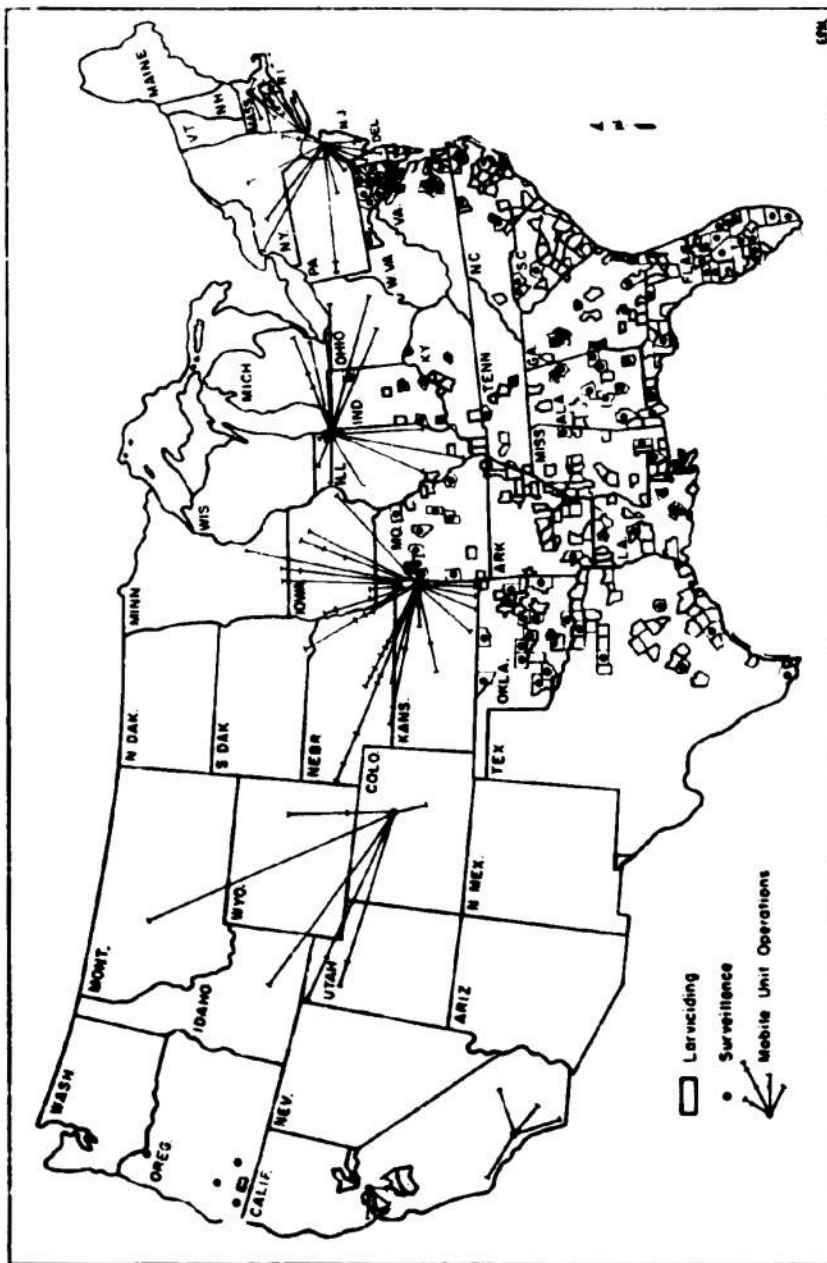 WASH
OREG.
CALIF.
NEV.
IDAHO
MONT.
WYO.
UTAH
ARIZ
COLO.
N MEX.
N DAK.
S DAK
NEBR
KANS.
OKLA.
TEX
MINN
IOWA
MO.
ARK
LA.
WIS
ILL
MICH
IND
OHIO
KY
TENN
MISS
ALA
GA.
FLA
S.C
NC
VA.
W VA
PA
N.Y.
N J
DEL
VT
NH
MASS
R I
MAINE
N
Larviciding
Surveillance
Mobile Unit Operations